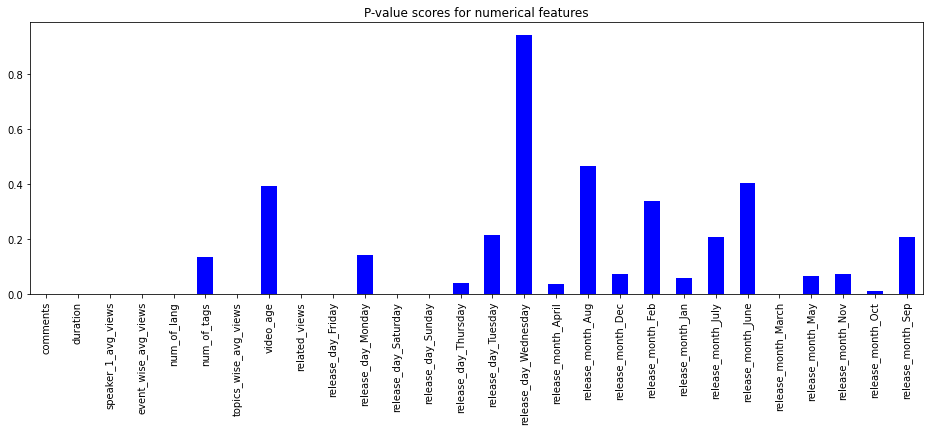 P-value scores for numerical features
0.8
0.6
0.4
0.2
0.0
comments
duration
speaker_1_avg_views
event_wise_avg_views
num_of_lang
num_of_tags
topics_wise_avg_views
video_age
related_views
release_day_Friday
release_day_Monday
release_day_Saturday
release_day_Sunday
release_day_Thursday
release_day_Tuesday
release_day_Wednesday
release_month_April
release_month_Aug
release_month_Dec
release_month_Feb
release_month_Jan
release_month_July
release_month_June
release_month_March
release_month_May
release_month_Nov
release_month_Oct
release_month_Sep